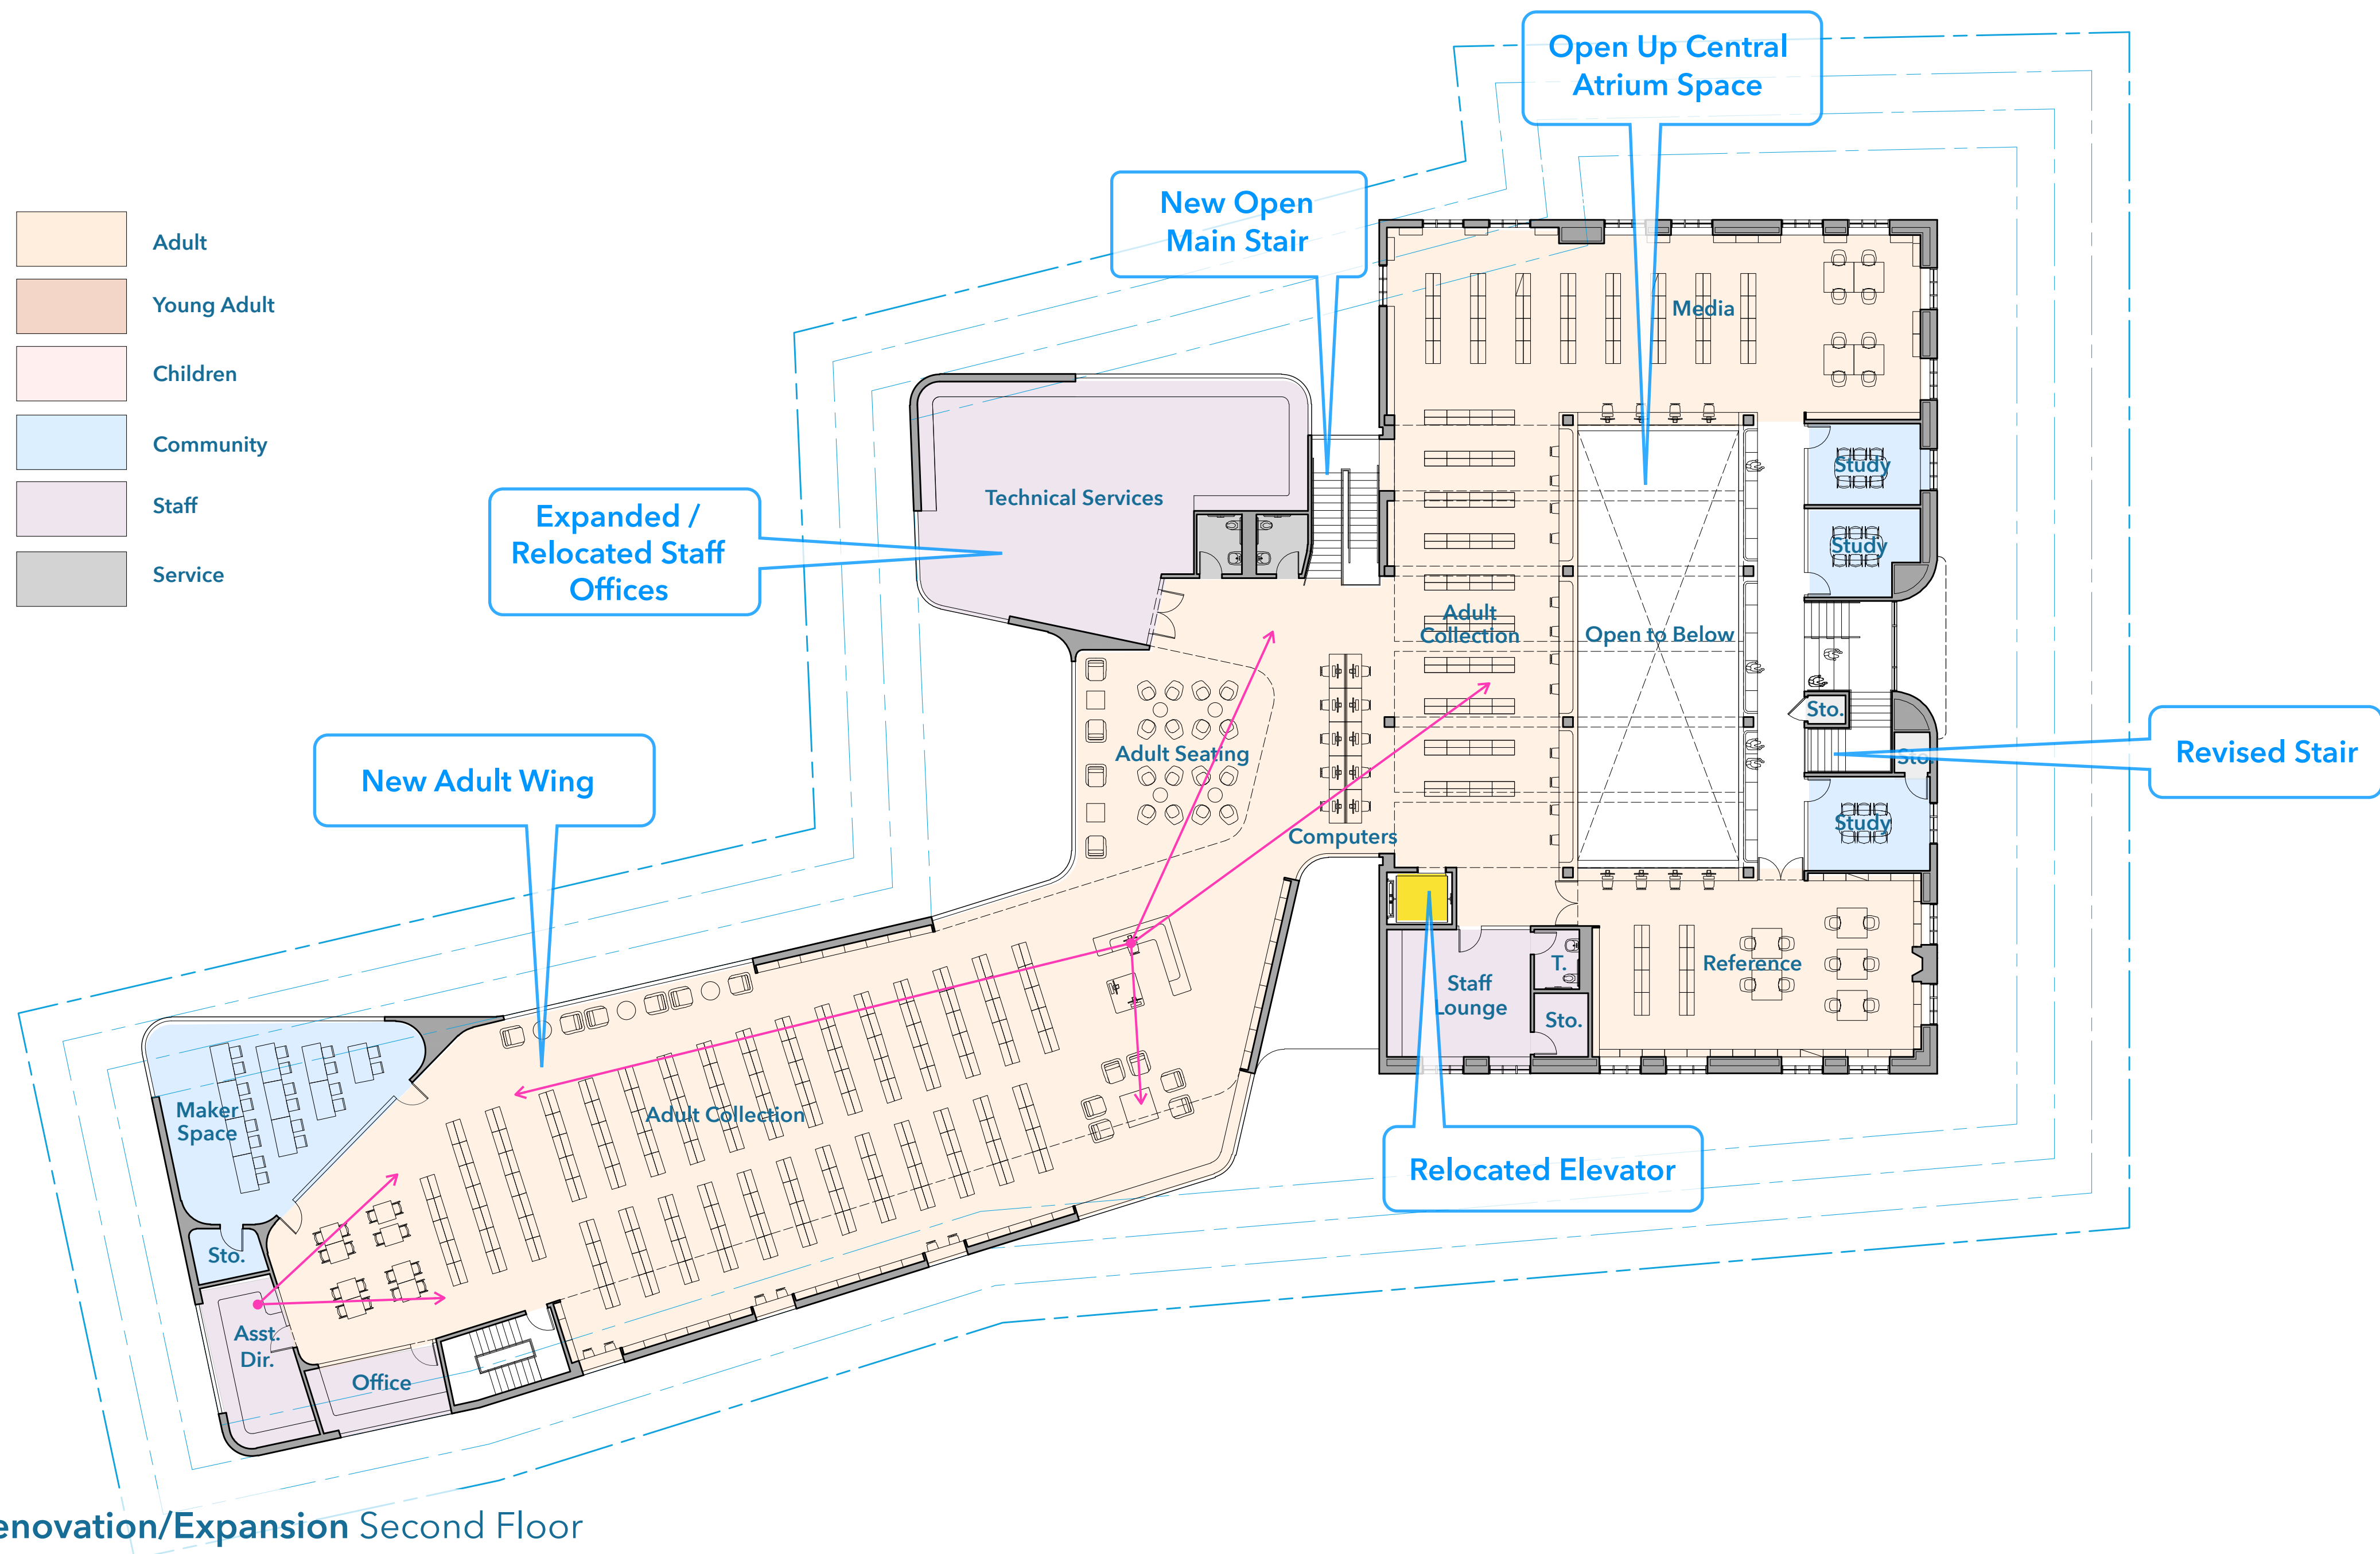 Open Up Central
Atrium Space
New Open
Main Stair
Adult
Young Adult
Children
Community
Staff
Service
Media
Study
Technical Services
Expanded /
Relocated Staff
Offices
Study
Adult
Collection
Open to Below
Sto.
Sto.
Revised Stair
Adult Seating
New Adult Wing
Computers
Study
Staff
Lounge
T.
Reference
Sto.
Maker
Space
Adult Collection
Relocated Elevator
Sto.
Asst.
Dir.
Office
enovation/Expansion Second Floor